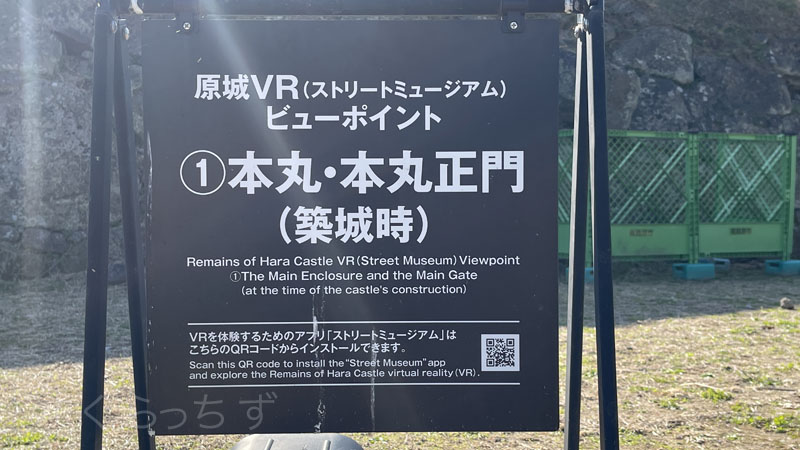 原城VR(ストリートミュージアム)
ビューポイント
①本丸・本丸正門
(築城時)
Remains of Hara Castle VR(Street Museum) Viewpoint
①The Main Enclosure and the Main Gate
(at the time of the castle's construction)
VRを体験するためのアプリ「ストリートミュージアム」は
こちらのQRコードからインストールできます。
Scan this QR code to install the "Street Museum" app
and explore the Remains of Hara Castle virtual reality (VR).
くらっちず